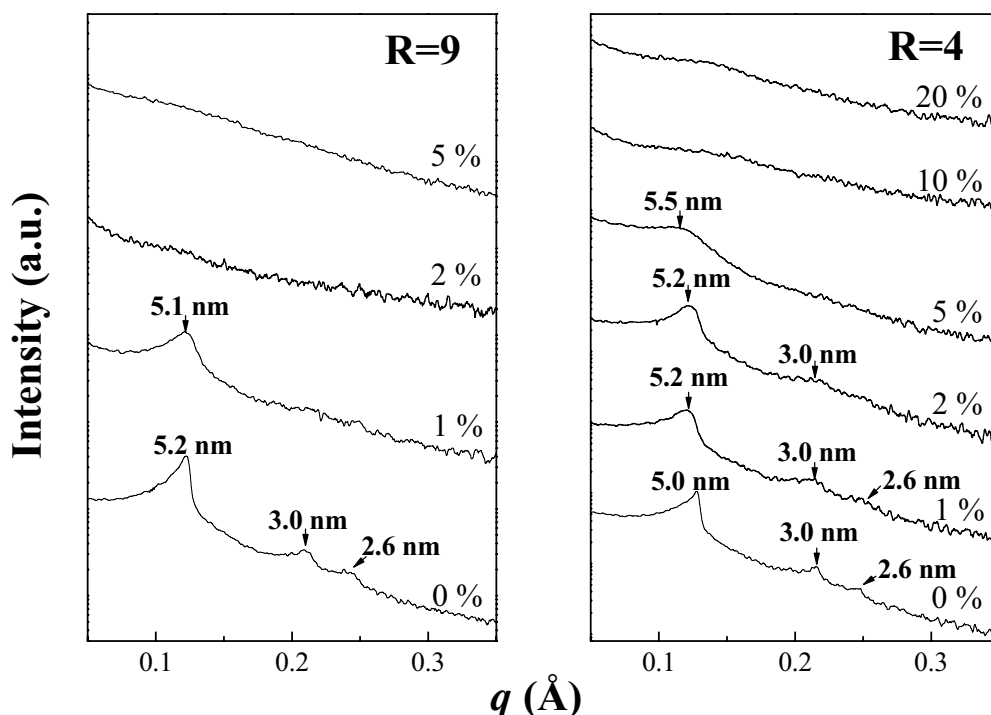 R=9
5 %
2 %
5.1 nm
1 %
5.2 nm
3.0 nm
2.6 nm
0 %
0.1
0.2
0.3
R=4
20 %
10 %
5.5 nm
5 %
5.2 nm
3.0 nm
2 %
5.2 nm
3.0 nm
2.6 nm
1 %
5.0 nm
3.0 nm
2.6 nm
0 %
0.1
0.2
0.3
Intensity (a.u.)
q (Å)